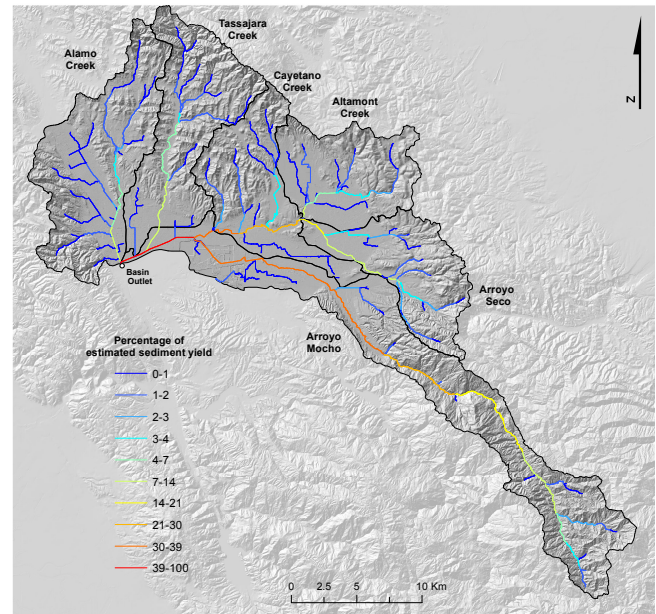 Tassajara
Creek
Alamo
Creek
Cayetano
Creek
Altamont
Creek
N
Basin
Outlet
Arroyo
Seco
Arroyo
Mocho
Percentage of
estimated sediment yield
0-1
1-2
2-3
3-4
4-7
7-14
14-21
21-30
30-39
39-100
0 2.5 5 10 Km